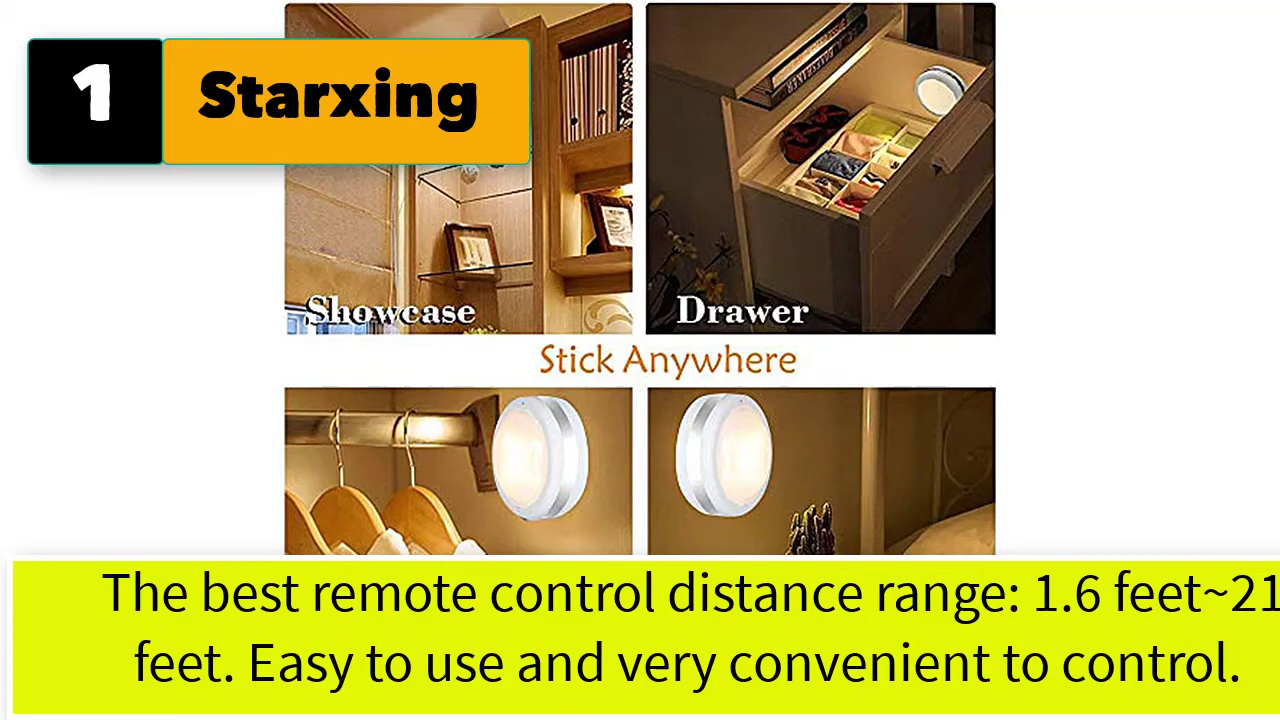 1 Starxing
Showcase
Drawer
Stick Anywhere
The best remote control distance range: 1.6 feet~21
feet. Easy to use and very convenient to control.